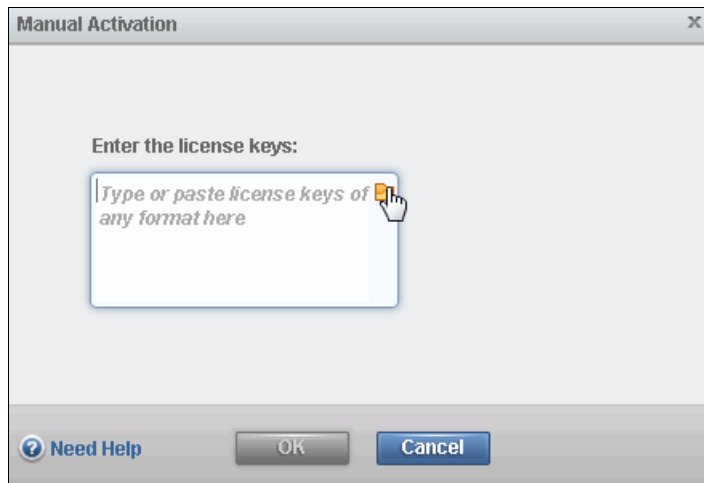 Manual Activation
Enter the license keys:
Type or paste license keys of
any format here
Need Help
OK
Cancel